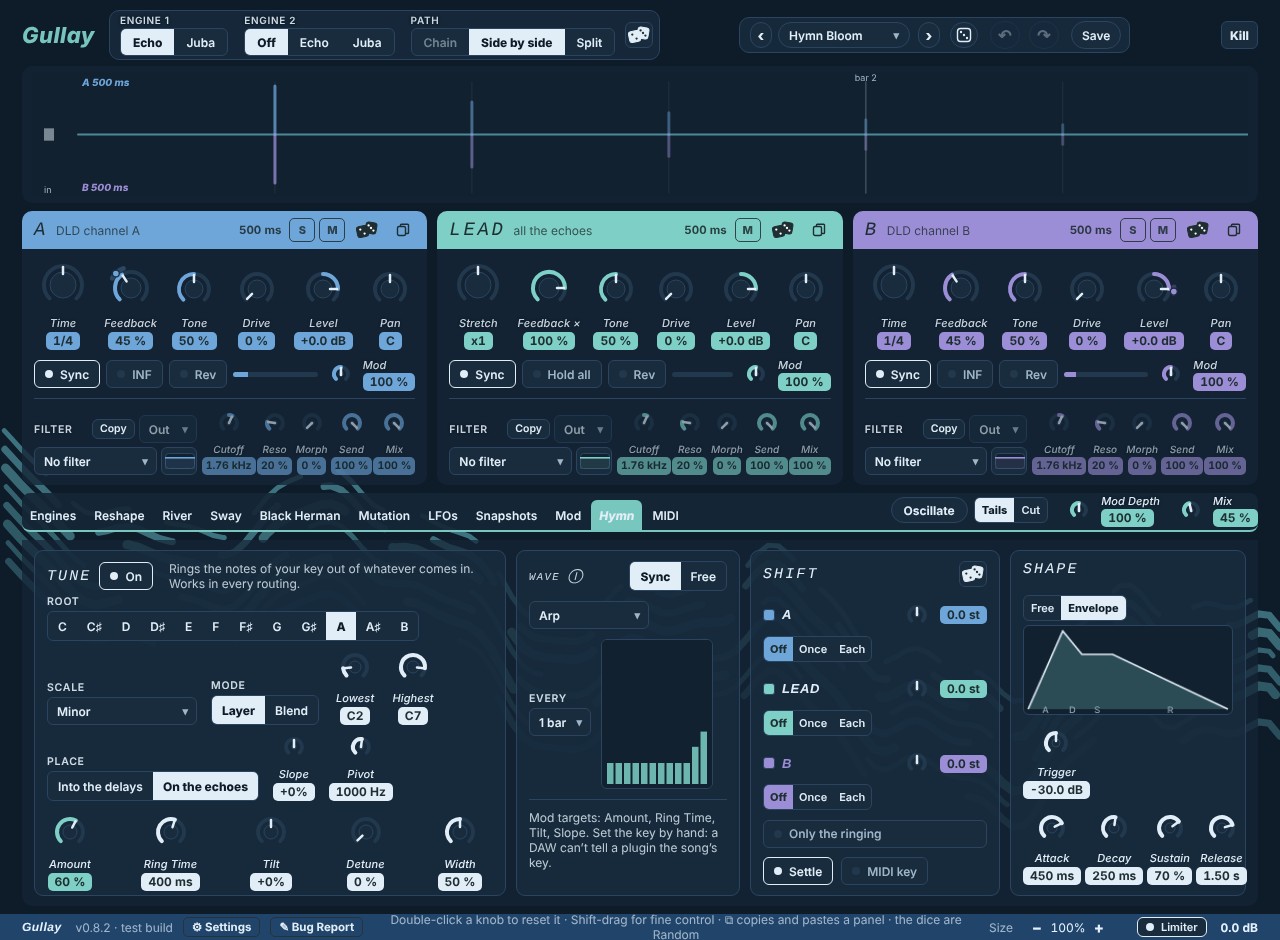 Gullay
ENGINE 1
Echo Juba
ENGINE 2
Off Echo Juba
PATH
Chain Side by side Split
‹ Hymn Bloom ▾ ›
↶ ↷ Save
Kill
A 500 ms
bar 2
in
B 500 ms
A DLD channel A 500 ms S M
Time Feedback Tone Drive Level Pan
1/4 45 % 50 % 0 % +0.0 dB C
Sync INF Rev Mod
100 %
FILTER Copy Out ▾
No filter ▾
Cutoff Reso Morph Send Mix
1.76 kHz 20 % 0 % 100 % 100 %
LEAD all the echoes 500 ms M
Stretch Feedback × Tone Drive Level Pan
x1 100 % 50 % 0 % +0.0 dB C
Sync Hold all Rev Mod
100 %
FILTER Copy Out ▾
No filter ▾
Cutoff Reso Morph Send Mix
1.76 kHz 20 % 0 % 100 % 100 %
B DLD channel B 500 ms S M
Time Feedback Tone Drive Level Pan
1/4 45 % 50 % 0 % +0.0 dB C
Sync INF Rev Mod
100 %
FILTER Copy Out ▾
No filter ▾
Cutoff Reso Morph Send Mix
1.76 kHz 20 % 0 % 100 % 100 %
Engines Reshape River Sway Black Herman Mutation LFOs Snapshots Mod Hymn MIDI
Oscillate Tails Cut
Mod Depth
100 %
Mix
45 %
TUNE On
Rings the notes of your key out of whatever comes in.
Works in every routing.
ROOT
C C♯ D D♯ E F F♯ G G♯ A A♯ B
SCALE
Minor ▾
MODE
Layer Blend
Lowest Highest
C2 C7
PLACE
Into the delays On the echoes
Slope Pivot
+0% 1000 Hz
Amount Ring Time Tilt Detune Width
60 % 400 ms +0% 0 % 50 %
WAVE i Sync Free
Arp ▾
EVERY
1 bar ▾
Mod targets: Amount, Ring Time,
Tilt, Slope. Set the key by hand: a
DAW can’t tell a plugin the song’s
key.
SHIFT
A 0.0 st
Off Once Each
LEAD 0.0 st
Off Once Each
B 0.0 st
Off Once Each
Only the ringing
Settle MIDI key
SHAPE
Free Envelope
A D S R
Trigger
-30.0 dB
Attack Decay Sustain Release
450 ms 250 ms 70 % 1.50 s
Gullay v0.8.2 · test build ⚙ Settings ✎ Bug Report
Double-click a knob to reset it · Shift-drag for fine control · ⧉ copies and pastes a panel · the dice are
Random
Size − 100% + Limiter 0.0 dB